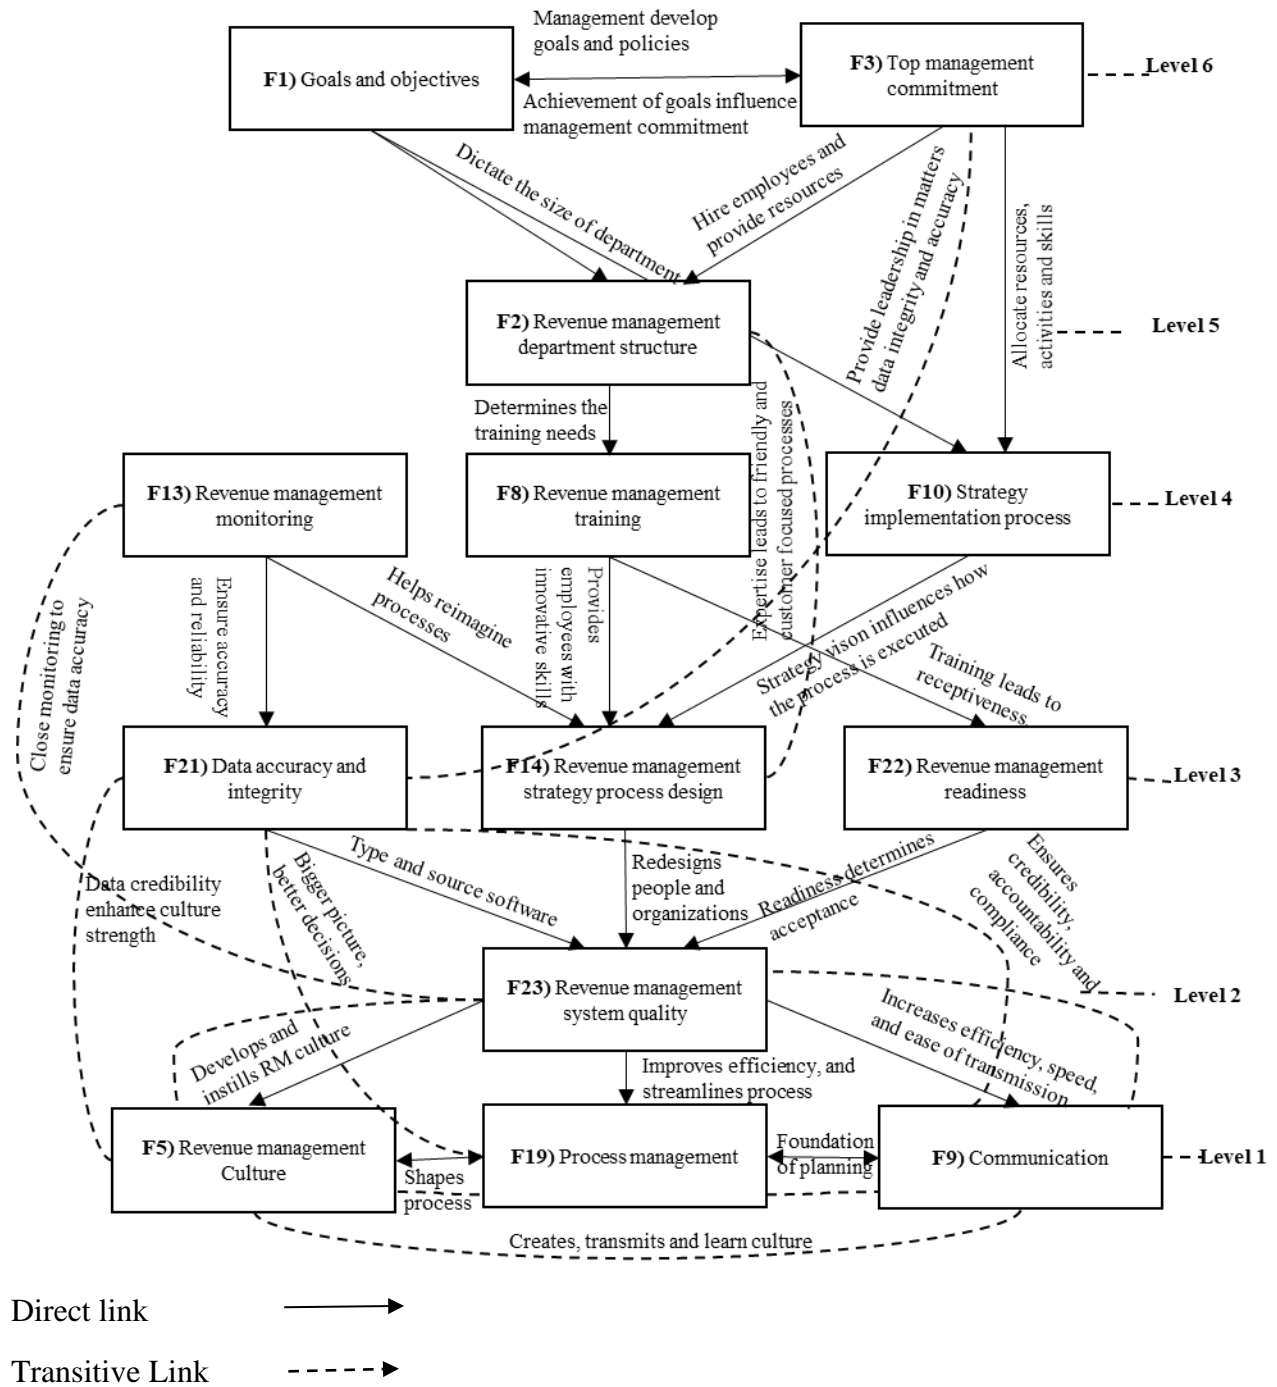 Management develop
goals and policies
F1) Goals and objectives
F3) Top management
commitment
Level 6
Achievement of goals influence
management commitment
Dictate the size of department
Hire employees and
provide resources
Provide leadership in matters
data integrity and accuracy
Allocate resources,
activities and skills
F2) Revenue management
department structure
Level 5
Determines the
training needs
Expertise leads to friendly and
customer focused processes
F13) Revenue management
monitoring
F8) Revenue management
training
F10) Strategy
implementation process
Level 4
Close monitoring to
ensure data accuracy
Ensure accuracy
and reliability
Helps reimagine
processes
Provides
employees with
innovative skills
Strategy vison influences how
the process is executed
Training leads to
receptiveness
F21) Data accuracy and
integrity
F14) Revenue management
strategy process design
F22) Revenue management
readiness
Level 3
Data credibility
enhance culture
strength
Bigger picture,
better decisions
Type and source software
Redesigns
people and
organizations
Readiness determines
acceptance
Ensures
credibility,
accountability and
compliance
F23) Revenue management
system quality
Level 2
Develops and
instills RM culture
Improves efficiency, and
streamlines process
Increases efficiency, speed,
and ease of transmission
F5) Revenue management
Culture
Shapes
process
F19) Process management
Foundation
of planning
F9) Communication
Level 1
Creates, transmits and learn culture
Direct link
Transitive Link